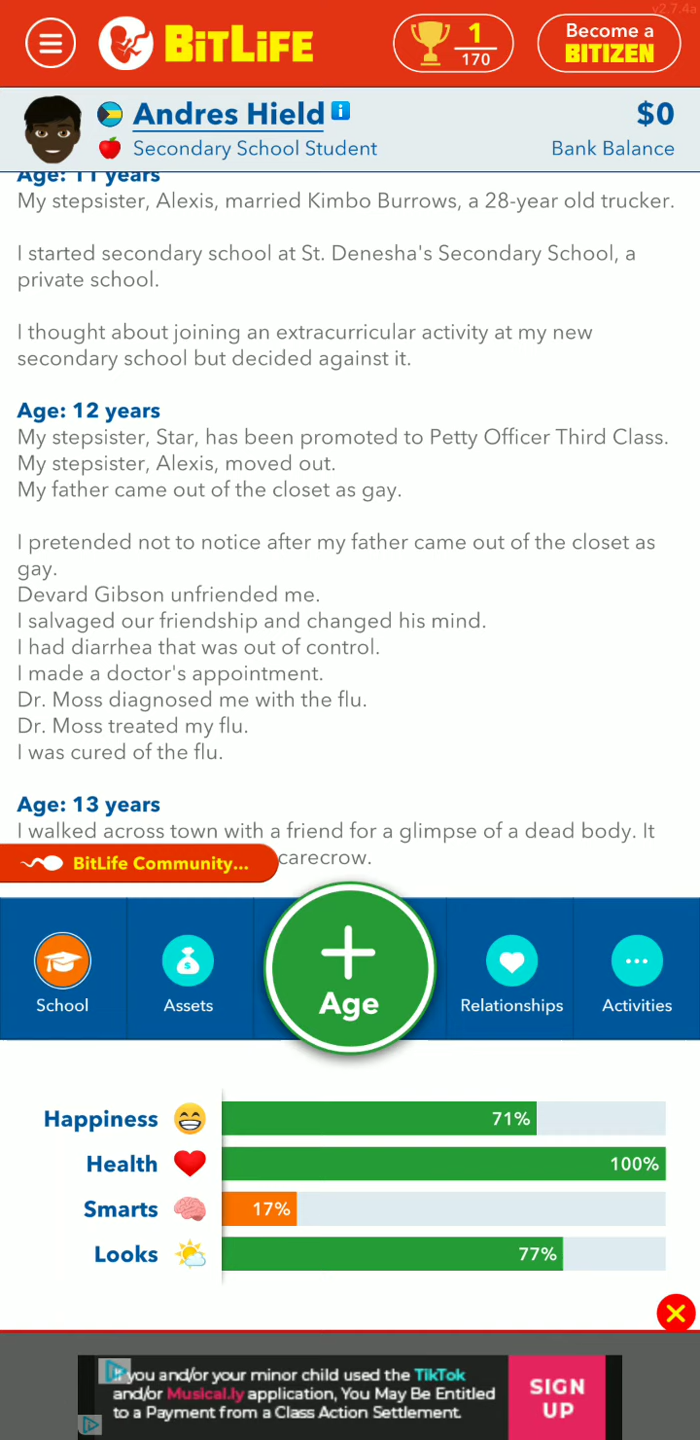 v2.7.4a
BitLiFE
1
170
Become a
BITIZEN
Andres Hield i
$0
Secondary School Student
Bank Balance
Age: 11 years
My stepsister, Alexis, married Kimbo Burrows, a 28-year old trucker.
I started secondary school at St. Denesha's Secondary School, a
private school.
I thought about joining an extracurricular activity at my new
secondary school but decided against it.
Age: 12 years
My stepsister, Star, has been promoted to Petty Officer Third Class.
My stepsister, Alexis, moved out.
My father came out of the closet as gay.
I pretended not to notice after my father came out of the closet as
gay.
Devard Gibson unfriended me.
I salvaged our friendship and changed his mind.
I had diarrhea that was out of control.
I made a doctor's appointment.
Dr. Moss diagnosed me with the flu.
Dr. Moss treated my flu.
I was cured of the flu.
Age: 13 years
I walked across town with a friend for a glimpse of a dead body. It
BitLife Community... carecrow.
School
Assets
Age
Relationships
Activities
Happiness 71%
Health 100%
Smarts 17%
Looks 77%
If you and/or your minor child used the TikTok
and/or Musical.ly application, You May Be Entitled
to a Payment from a Class Action Settlement.
SIGN
UP